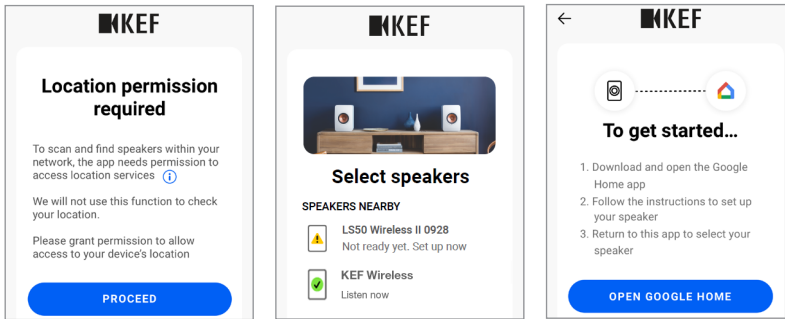 KEF
Location permission
required
To scan and find speakers within your
network, the app needs permission to
access location services
We will not use this function to check
your location.
Please grant permission to allow
access to your device's location
PROCEED
KEF
Select speakers
SPEAKERS NEARBY
LS50 Wireless II 0928
Not ready yet. Set up now
KEF Wireless
Listen now
KEF
To get started...
1. Download and open the Google
Home app
2. Follow the instructions to set up
your speaker
3. Return to this app to select your
speaker
OPEN GOOGLE HOME